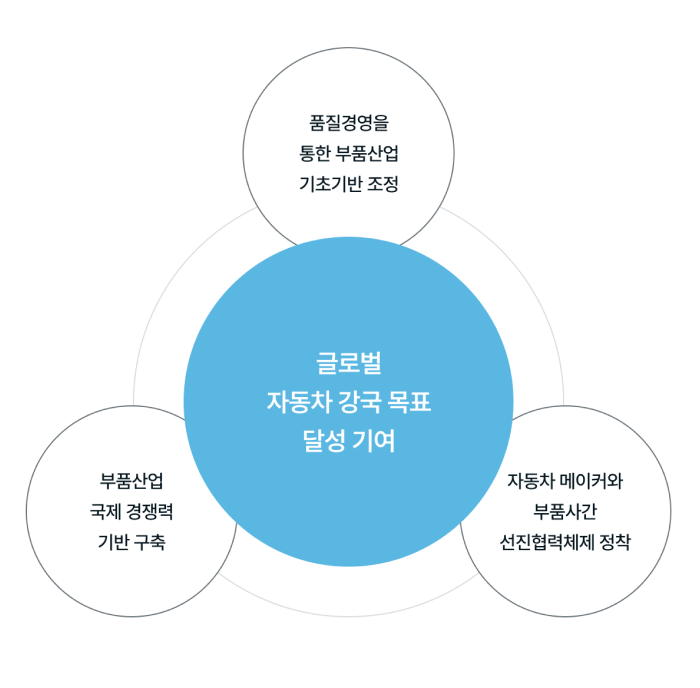 품질경영을
통한 부품산업
기초기반 조정
글로벌
자동차 강국 목표
달성 기여
부품산업
국제 경쟁력
기반 구축
자동차 메이커와
부품사간
선진협력체제 정착